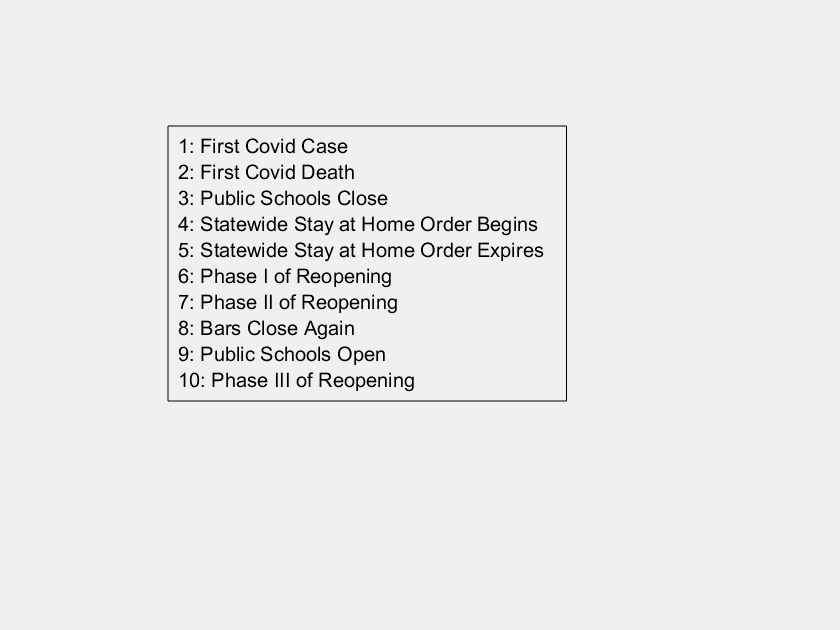 1: First Covid Case
2: First Covid Death
3: Public Schools Close
4: Statewide Stay at Home Order Begins
5: Statewide Stay at Home Order Expires
6: Phase I of Reopening
7: Phase II of Reopening
8: Bars Close Again
9: Public Schools Open
10: Phase III of Reopening